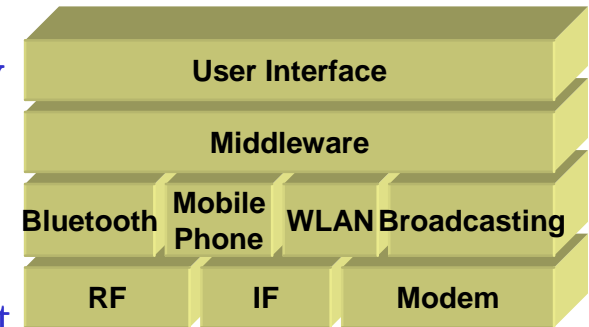 User Interface
Middleware
Bluetooth
Mobile
Phone
WLAN
Broadcasting
RF
IF
Modem